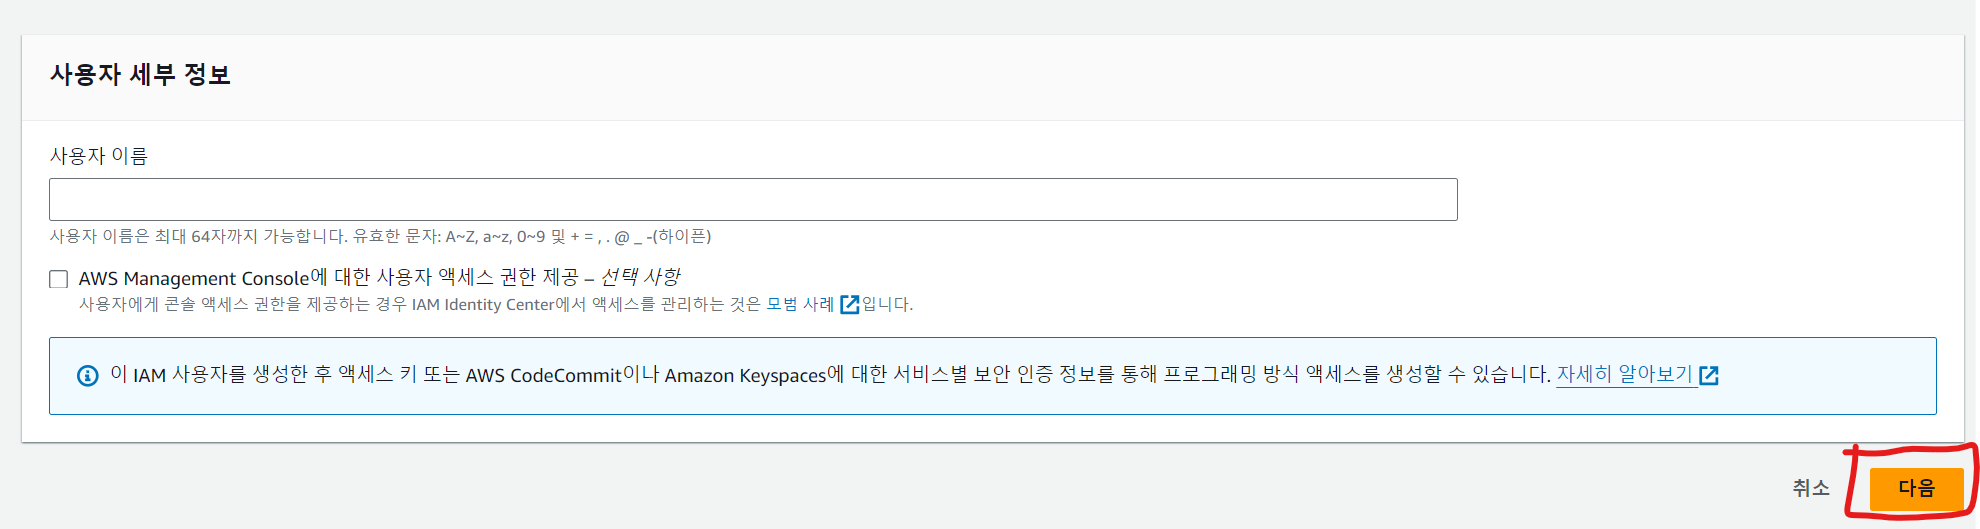 사용자 세부 정보
사용자 이름
사용자 이름은 최대 64자까지 가능합니다. 유효한 문자: A~Z, a~z, 0~9 및 + = , . @ _ -(하이픈)
AWS Management Console에 대한 사용자 액세스 권한 제공 – 선택 사항
사용자에게 콘솔 액세스 권한을 제공하는 경우 IAM Identity Center에서 액세스를 관리하는 것은 모범 사례 입니다.
이 IAM 사용자를 생성한 후 액세스 키 또는 AWS CodeCommit이나 Amazon Keyspaces에 대한 서비스별 보안 인증 정보를 통해 프로그래밍 방식 액세스를 생성할 수 있습니다. 자세히 알아보기
취소 다음